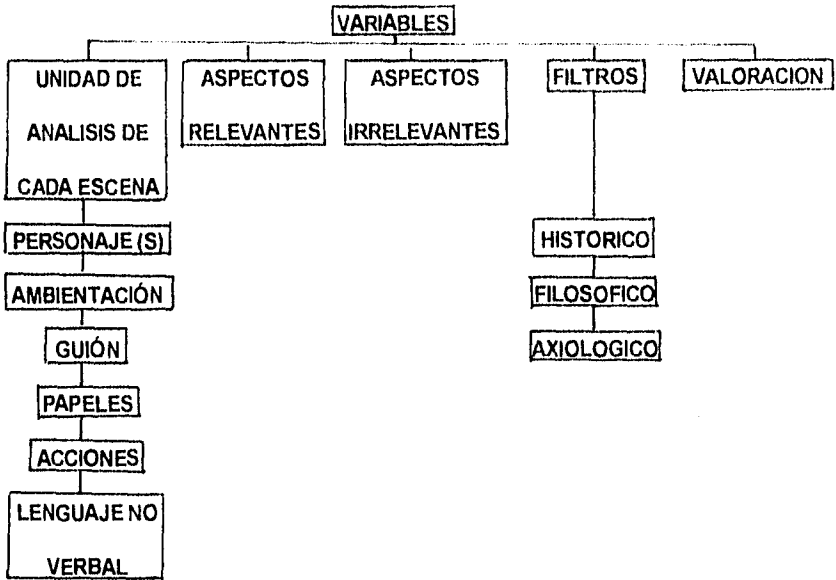 VARIABLES
UNIDAD DE
ANALISIS DE
CADA ESCENA
ASPECTOS
RELEVANTES
ASPECTOS
IRRELEVANTES
FILTROS
VALORACION
PERSONAJE (S)
AMBIENTACIÓN
GUIÓN
PAPELES
ACCIONES
LENGUAJE NO
VERBAL
HISTORICO
FILOSOFICO
AXIOLOGICO